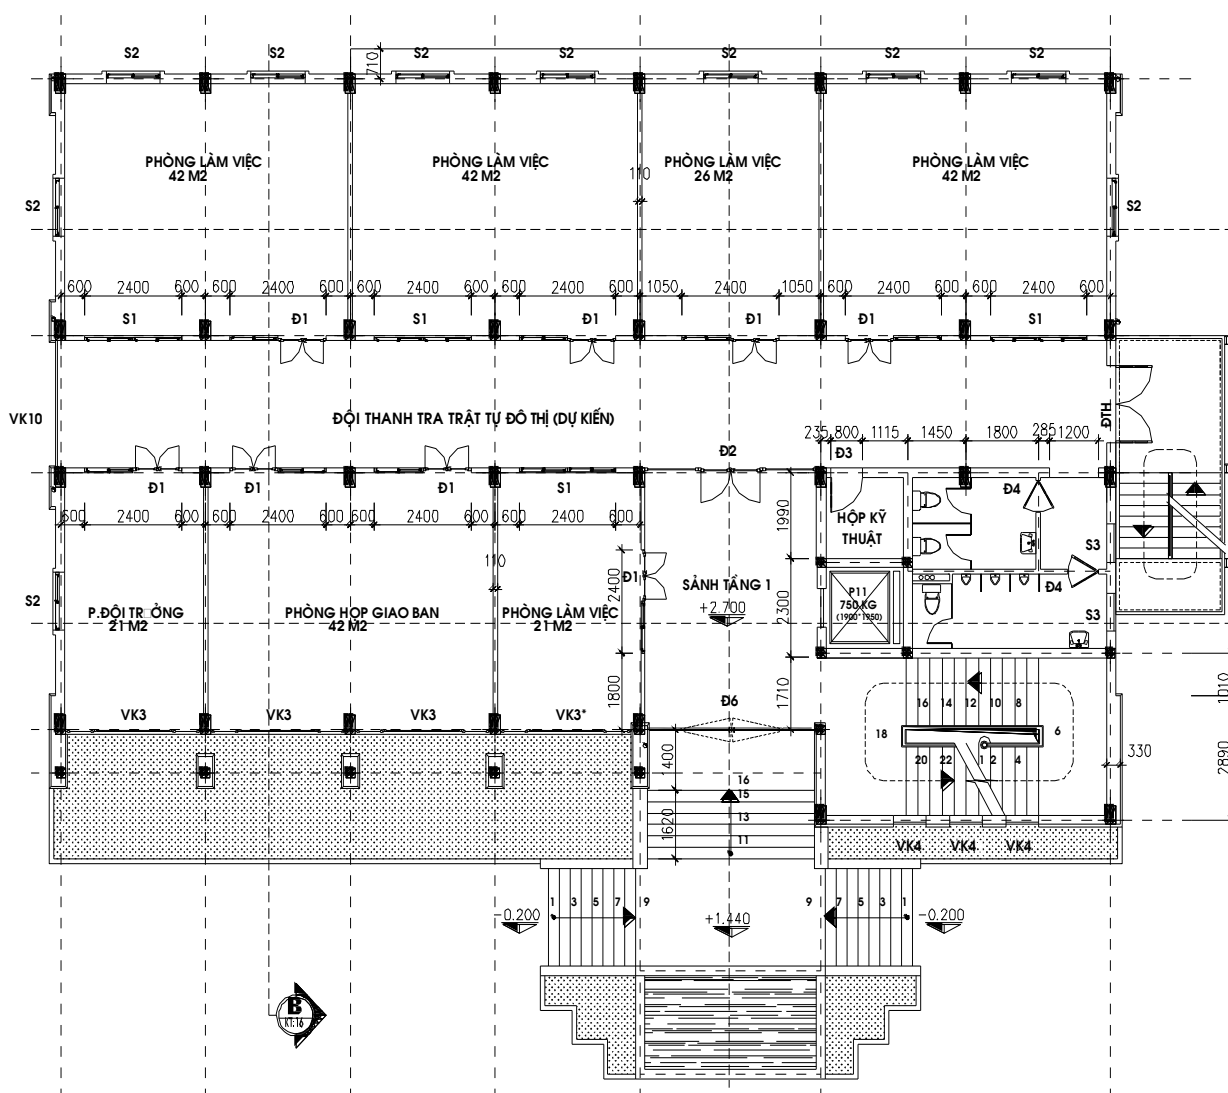 S2 S2 S2 S2 S2 S2 S2
710
PHÒNG LÀM VIỆC PHÒNG LÀM VIỆC PHÒNG LÀM VIỆC PHÒNG LÀM VIỆC
42 M2 42 M2 26 M2 42 M2
110
S2 S2
600 2400 600 600 2400 600 600 2400 600 600 2400 600 1050 2400 1050 600 2400 600 600 2400 600
S1 Đ1 S1 Đ1 Đ1 Đ1 S1
VK10 ĐỘI THANH TRA TRẬT TỰ ĐÔ THỊ (DỰ KIẾN) ĐTH
235 800 1115 1450 1800 285 1200
Đ2 Đ3
Đ1 Đ1 Đ1 S1 Đ4
600 2400 600 600 2400 600 600 2400 600 600 2400 600
1990
HỘP KỸ
THUẬT
S3
110
2400
Đ1
SẢNH TẦNG 1
P11
750 KG
(1900*1950)
Đ4
S2
+2.700
2300
S3
P.ĐỘI TR□ỞNG PHÒNG HỌP GIAO BAN PHÒNG LÀM VIỆC
21 M2 42 M2 21 M2
1800
1710
1010
VK3 VK3 VK3 VK3* Đ6
16 14 12 10 8
18 6
20 22 1 2 4
330
2890
1400
16
15
13
11
1620
VK4 VK4 VK4
1 3 5 7 9 9 7 5 3 1
-0.200 +1.440 -0.200
B
KT:16